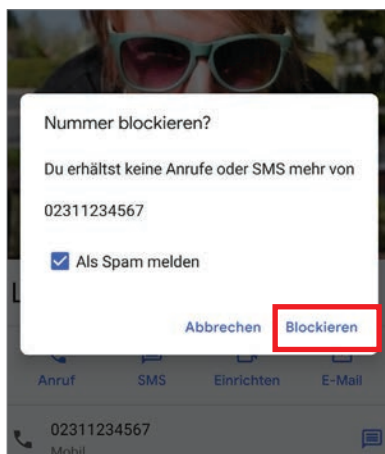 Nummer blockieren?
Du erhältst keine Anrufe oder SMS mehr von
02311234567
Als Spam melden
Abbrechen Blockieren
Anruf SMS Einrichten E-Mail
02311234567
Mobil